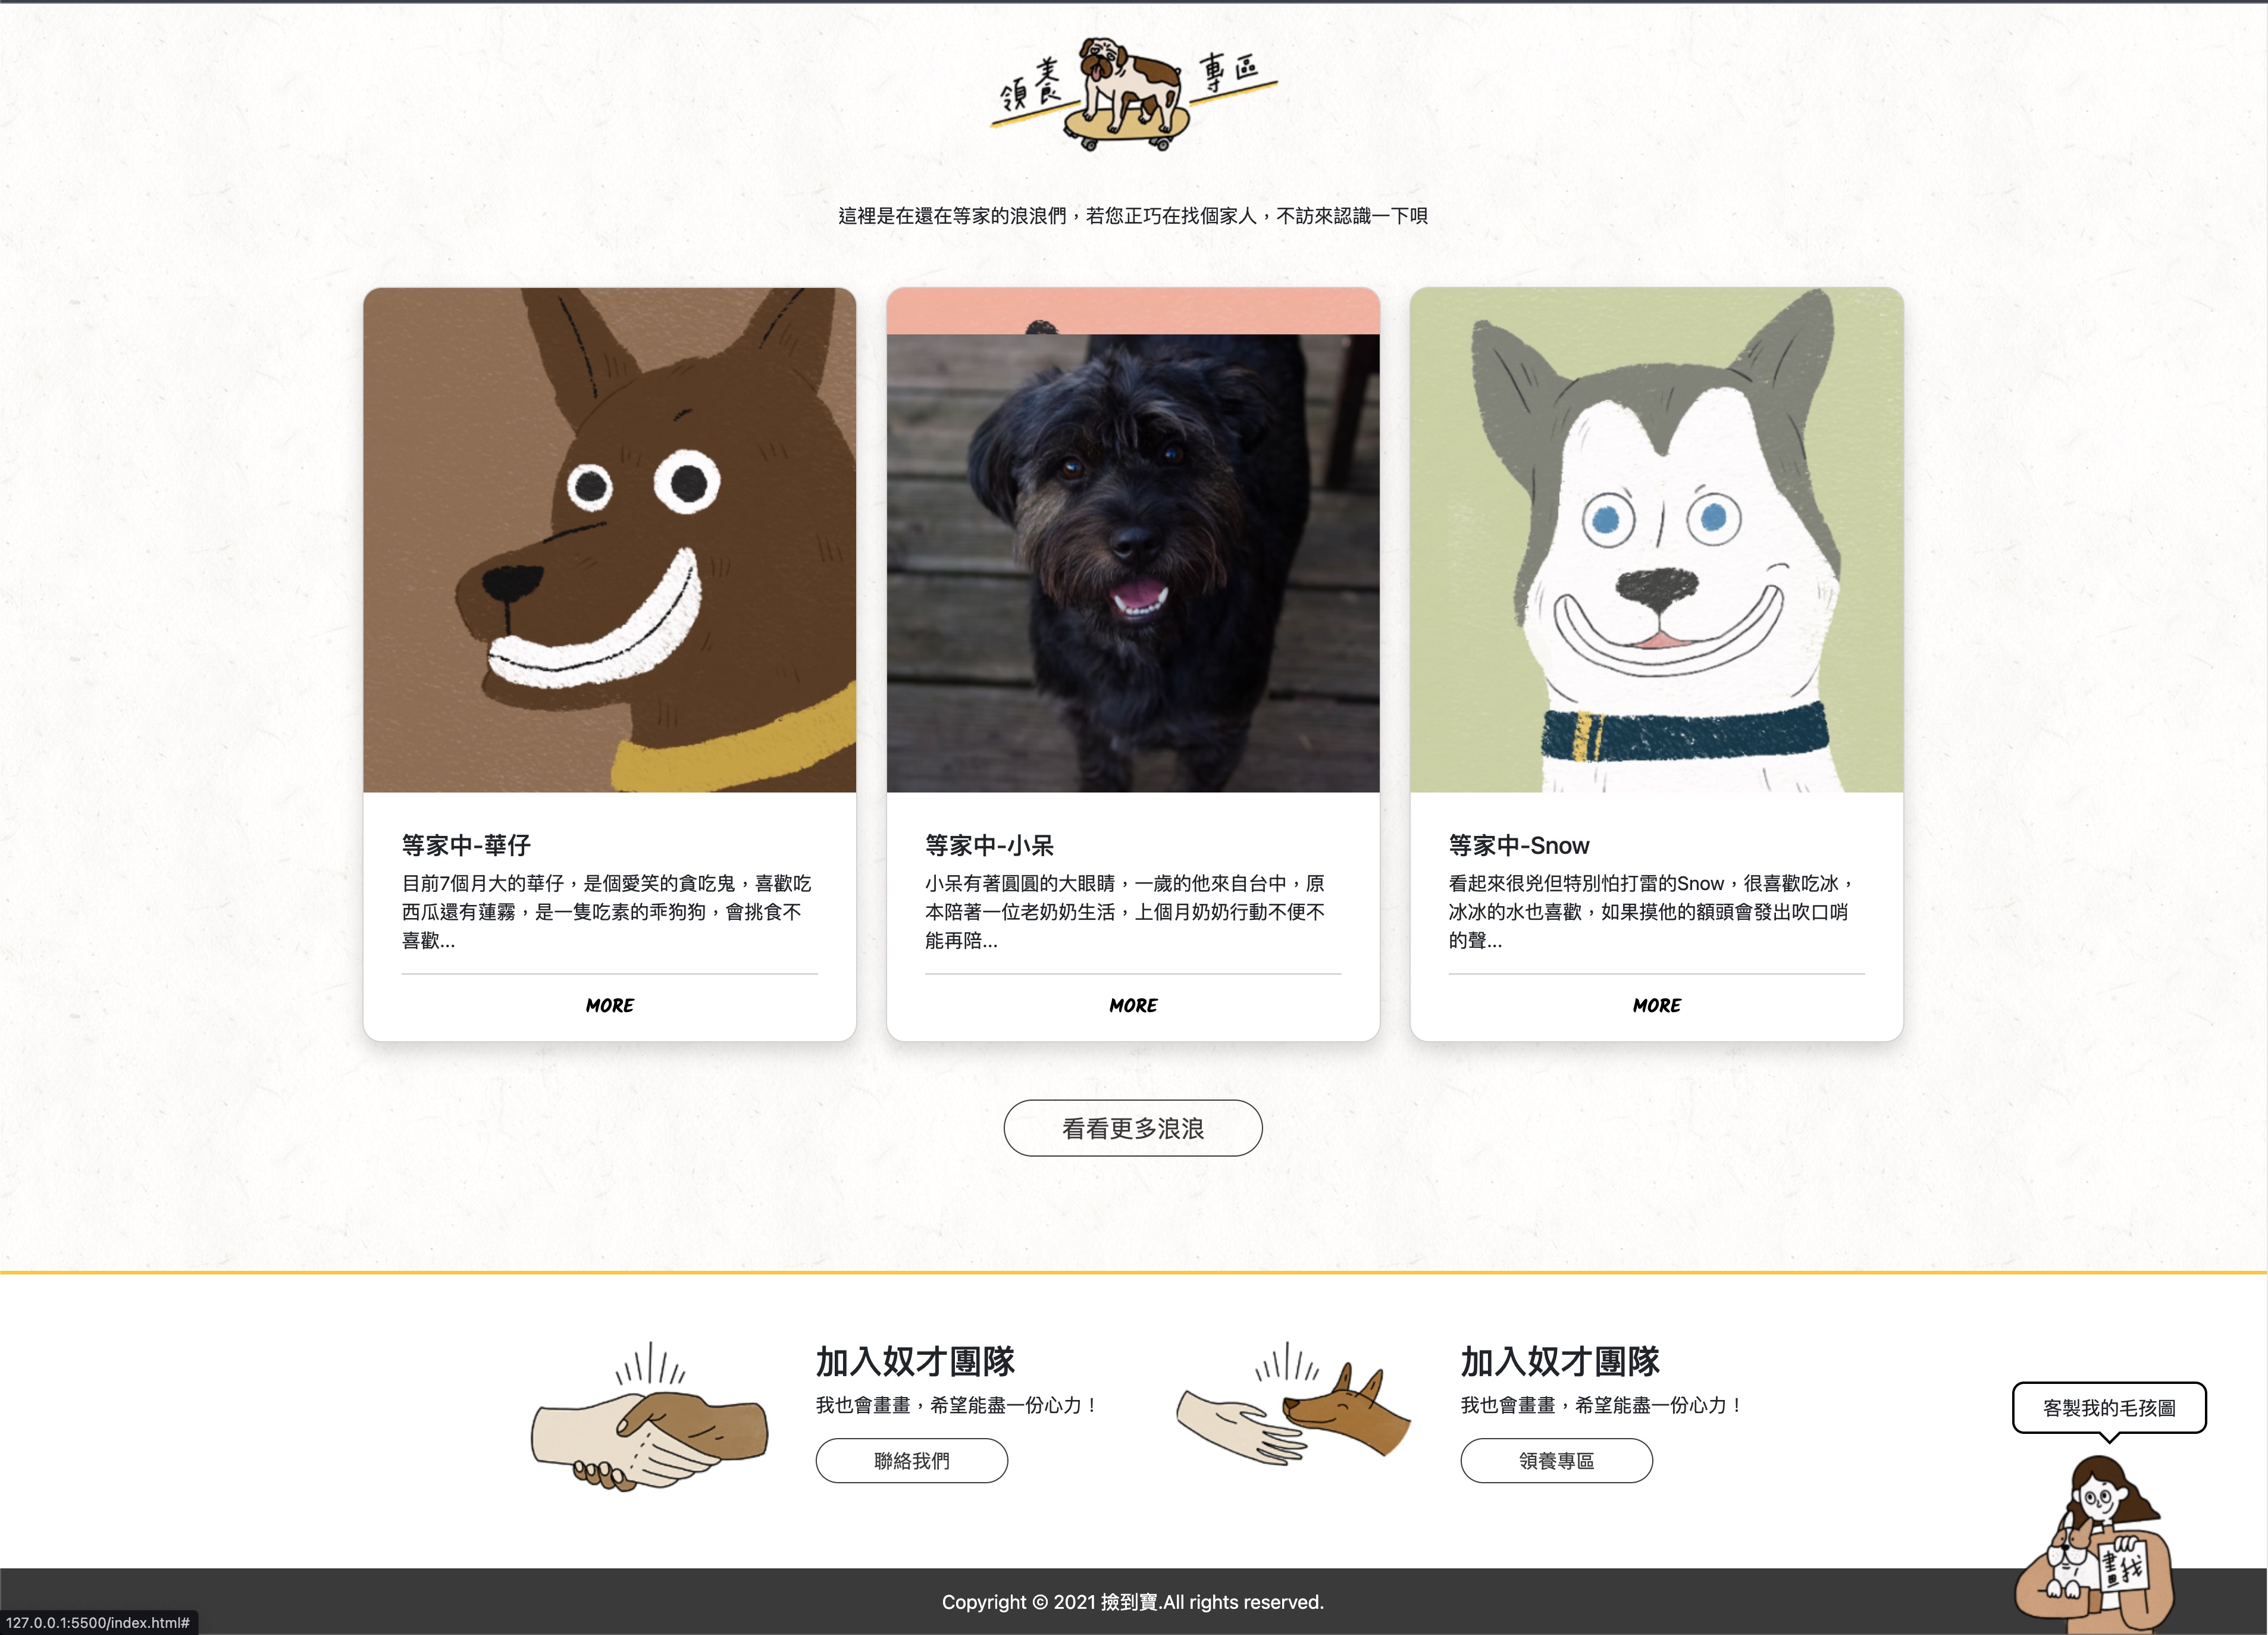 領養專區
這裡是在還在等家的浪浪們，若您正巧在找個家人，不訪來認識一下唄
等家中-華仔
目前7個月大的華仔，是個愛笑的貪吃鬼，喜歡吃
西瓜還有蓮霧，是一隻吃素的乖狗狗，會挑食不
喜歡...
MORE
等家中-小呆
小呆有著圓圓的大眼睛，一歲的他來自台中，原
本陪著一位老奶奶生活，上個月奶奶行動不便不
能再陪...
MORE
等家中-Snow
看起來很兇但特別怕打雷的Snow，很喜歡吃冰，
冰冰的水也喜歡，如果摸他的額頭會發出吹口哨
的聲...
MORE
看看更多浪浪
加入奴才團隊
我也會畫畫，希望能盡一份心力！
聯絡我們
加入奴才團隊
我也會畫畫，希望能盡一份心力！
領養專區
客製我的毛孩圖
畫我
Copyright © 2021 撿到寶.All rights reserved.
127.0.0.1:5500/index.html#